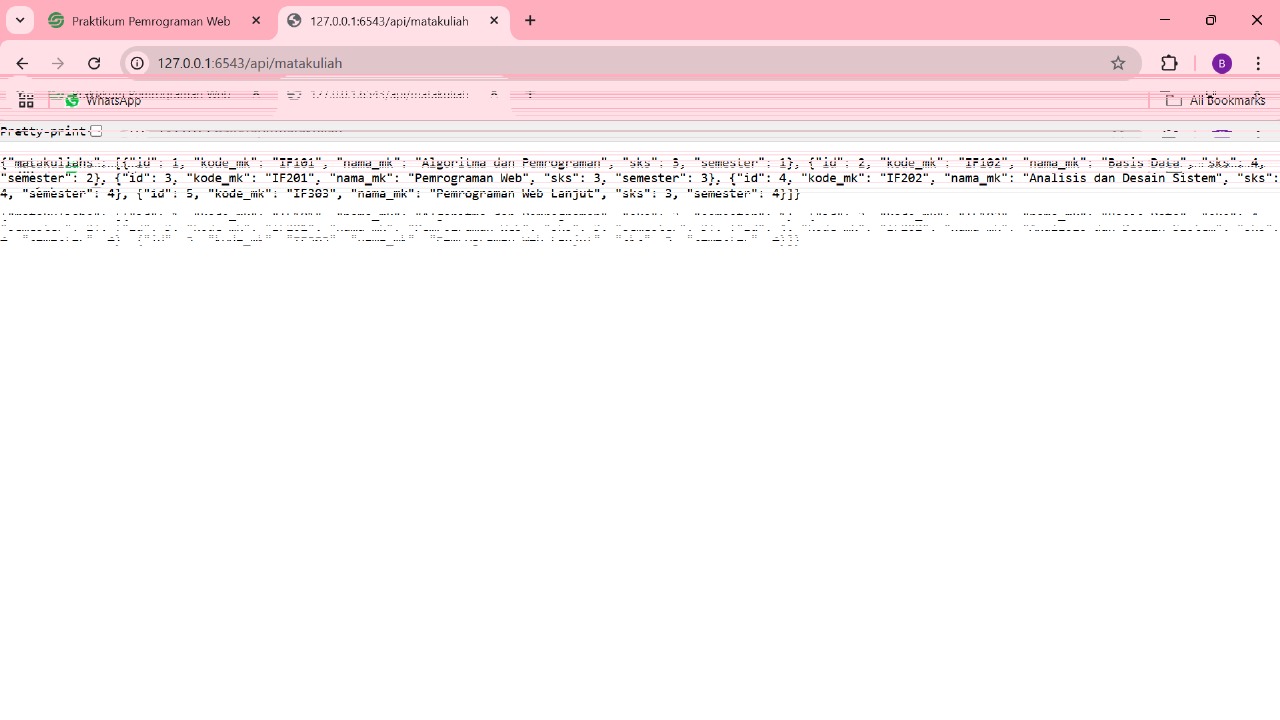 Praktikum Pemrograman Web
127.0.0.1:6543/api/matakuliah
127.0.0.1:6543/api/matakuliah
B
WhatsApp
All Bookmarks
Pretty-print
{"matakuliahs": [{"id": 1, "kode_mk": "IF101", "nama_mk": "Algoritma dan Pemrograman", "sks": 3, "semester": 1}, {"id": 2, "kode_mk": "IF102", "nama_mk": "Basis Data", "sks": 4,
"semester": 2}, {"id": 3, "kode_mk": "IF201", "nama_mk": "Pemrograman Web", "sks": 3, "semester": 3}, {"id": 4, "kode_mk": "IF202", "nama_mk": "Analisis dan Desain Sistem", "sks":
4, "semester": 4}, {"id": 5, "kode_mk": "IF303", "nama_mk": "Pemrograman Web Lanjut", "sks": 3, "semester": 4}]}